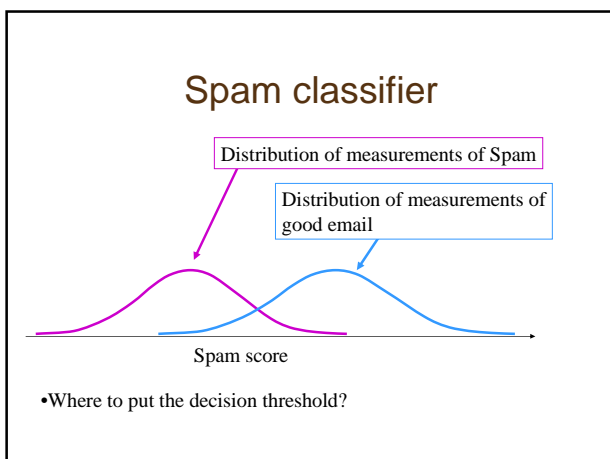 Spam classifier
Distribution of measurements of Spam
Distribution of measurements of
good email
Spam score
•Where to put the decision threshold?